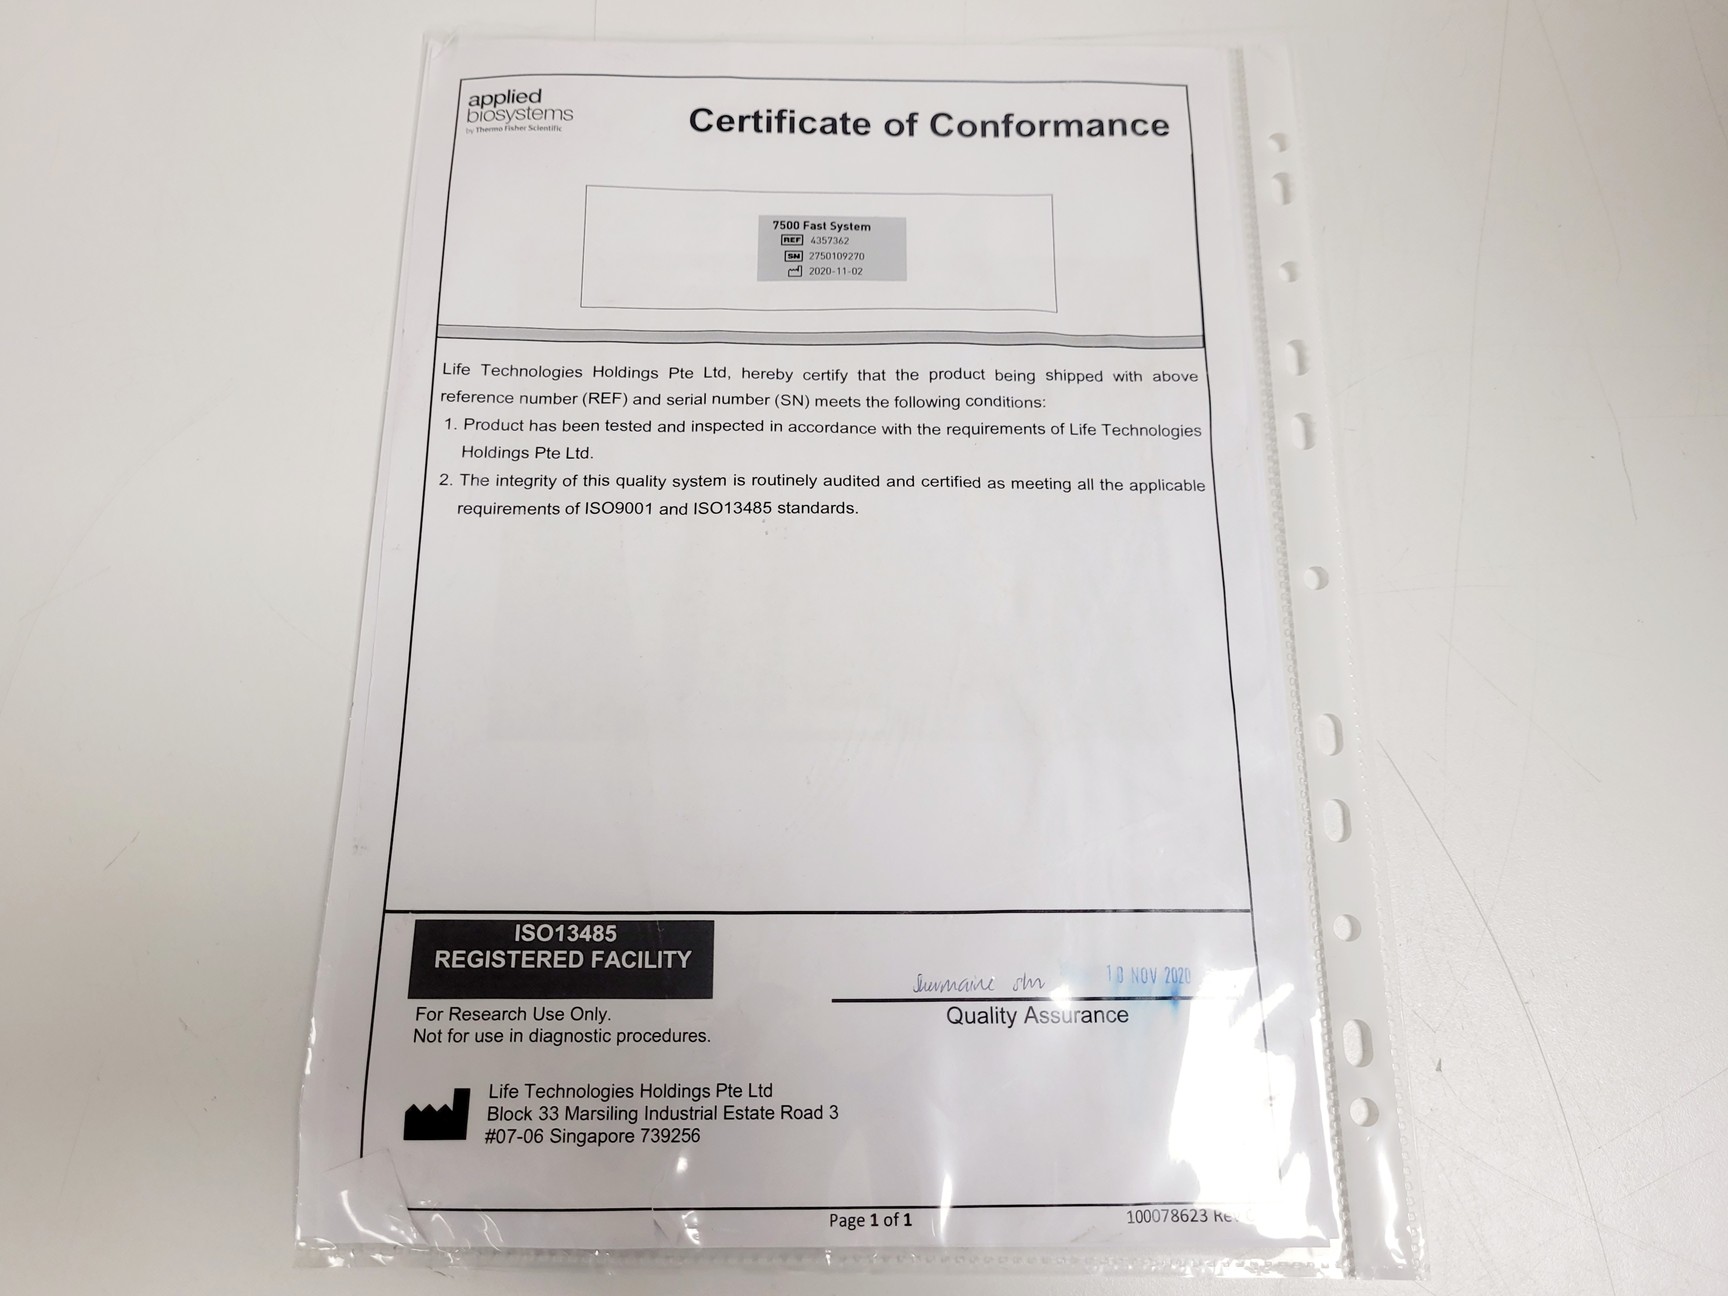 applied
biosystems
by Thermo Fisher Scientific
Certificate of Conformance
7500 Fast System
REF 4357362
SN 2750109270
2020-11-02
Life Technologies Holdings Pte Ltd, hereby certify that the product being shipped with above
reference number (REF) and serial number (SN) meets the following conditions:
1. Product has been tested and inspected in accordance with the requirements of Life Technologies
Holdings Pte Ltd.
2. The integrity of this quality system is routinely audited and certified as meeting all the applicable
requirements of ISO9001 and ISO13485 standards.
ISO13485
REGISTERED FACILITY
NOV 2020
Quality Assurance
For Research Use Only.
Not for use in diagnostic procedures.
Life Technologies Holdings Pte Ltd
Block 33 Marsiling Industrial Estate Road 3
#07-06 Singapore 739256
Page 1 of 1
100078623 Rev